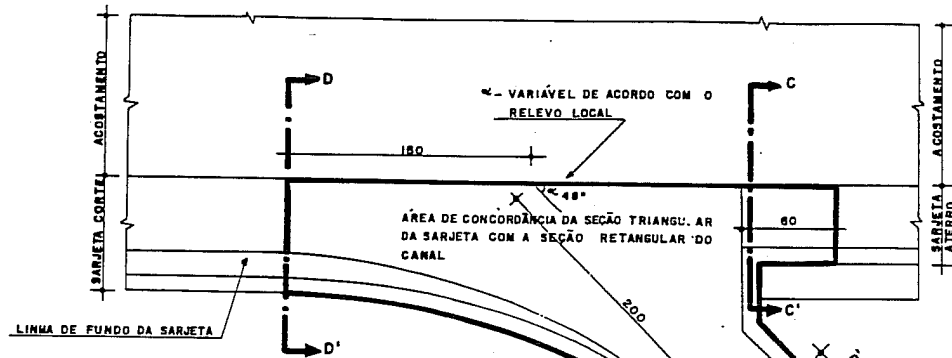 ACOSTAMENTO
SARJETA CORTE
D
C
α - VARIÁVEL DE ACORDO COM O
RELEVO LOCAL
ACOSTAMENTO
SARJETA
ATERRO
150
α 45°
60
ÁREA DE CONCORDÂNCIA DA SEÇÃO TRIANGULAR
DA SARJETA COM A SEÇÃO RETANGULAR DO
CANAL
200
LINHA DE FUNDO DA SARJETA
D'
C'